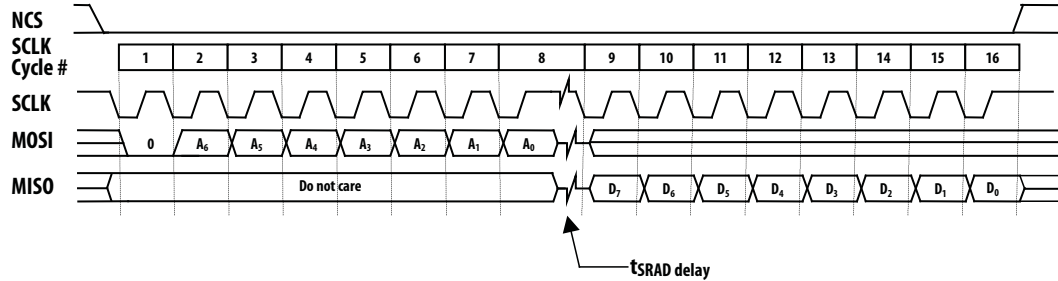 NCS
SCLK
Cycle #
1 2 3 4 5 6 7 8 9 10 11 12 13 14 15 16
SCLK
MOSI
0 A6 A5 A4 A3 A2 A1 A0
MISO
Do not care
D7 D6 D5 D4 D3 D2 D1 D0
tSRAD delay